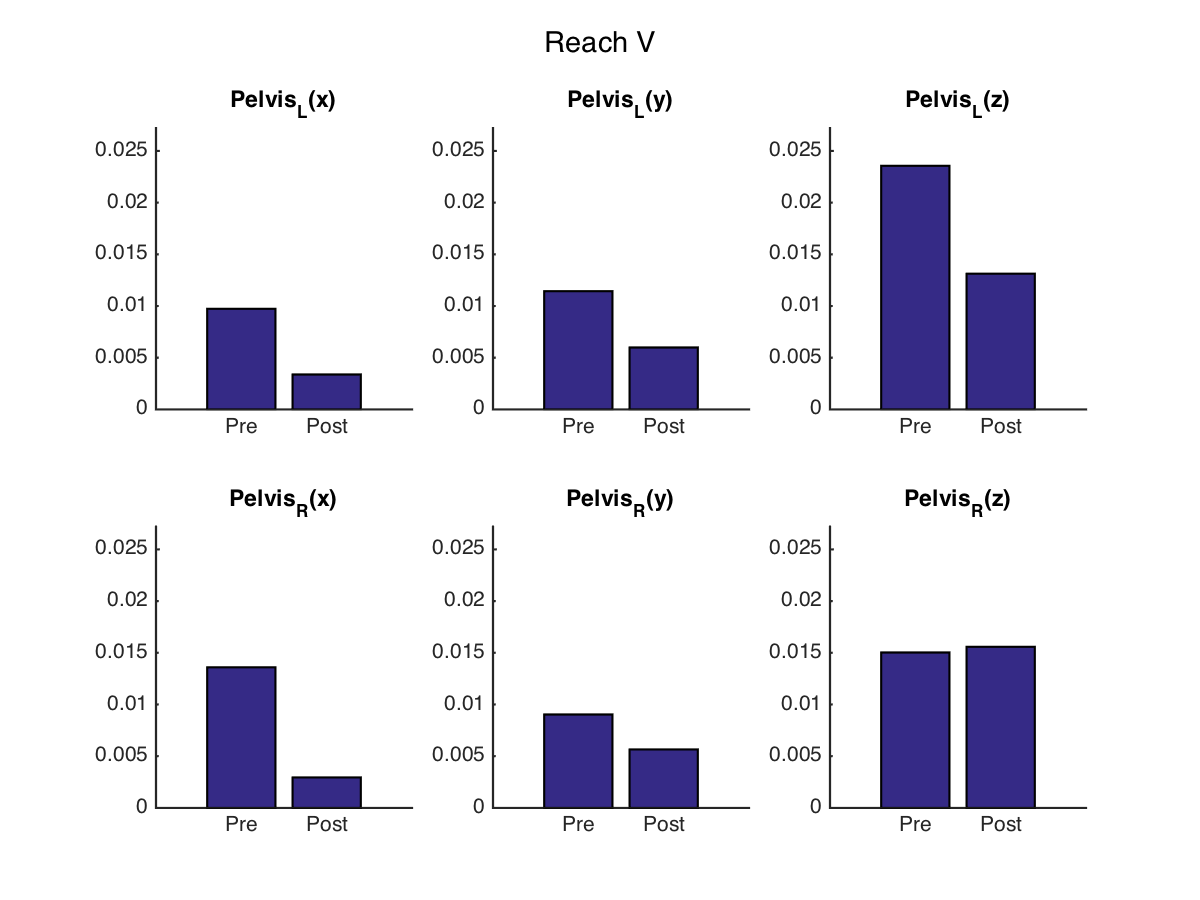 Reach V
Pelvis_L(x)
Pelvis_L(y)
Pelvis_L(z)
0.025
0.02
0.015
0.01
0.005
0
Pre Post
0.025
0.02
0.015
0.01
0.005
0
Pre Post
0.025
0.02
0.015
0.01
0.005
0
Pre Post
Pelvis_R(x)
Pelvis_R(y)
Pelvis_R(z)
0.025
0.02
0.015
0.01
0.005
0
Pre Post
0.025
0.02
0.015
0.01
0.005
0
Pre Post
0.025
0.02
0.015
0.01
0.005
0
Pre Post